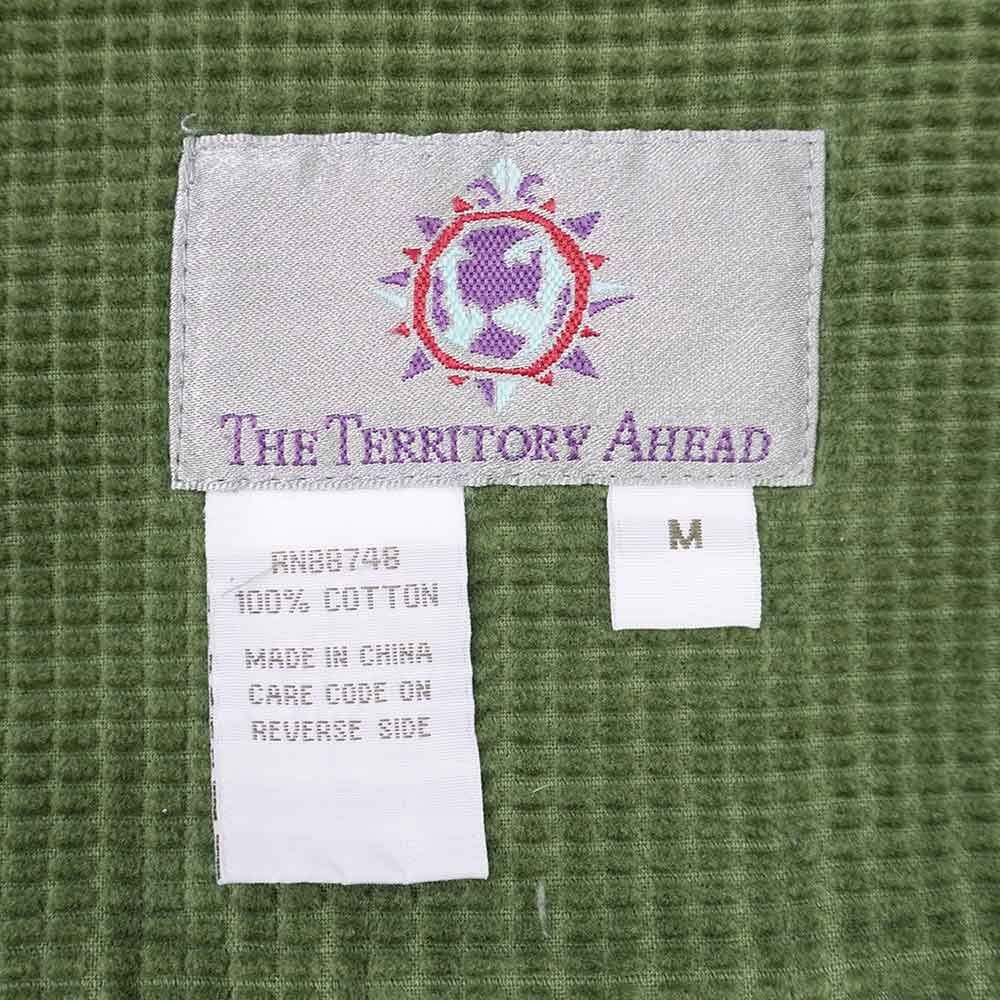 THE TERRITORY AHEAD
M
RN88748
100% COTTON
MADE IN CHINA
CARE CODE ON
REVERSE SIDE